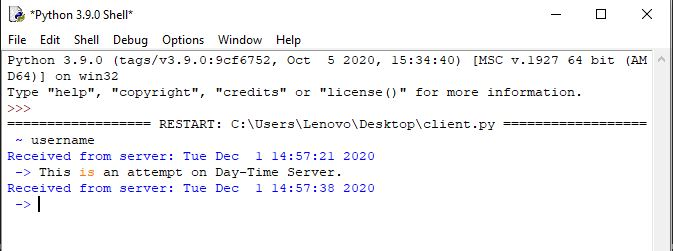 *Python 3.9.0 Shell*
File Edit Shell Debug Options Window Help
Python 3.9.0 (tags/v3.9.0:9cf6752, Oct  5 2020, 15:34:40) [MSC v.1927 64 bit (AM
D64)] on win32
Type "help", "copyright", "credits" or "license()" for more information.
>>>
=================== RESTART: C:\Users\Lenovo\Desktop\client.py ===================
~ username
Received from server: Tue Dec  1 14:57:21 2020
-> This is an attempt on Day-Time Server.
Received from server: Tue Dec  1 14:57:38 2020
->